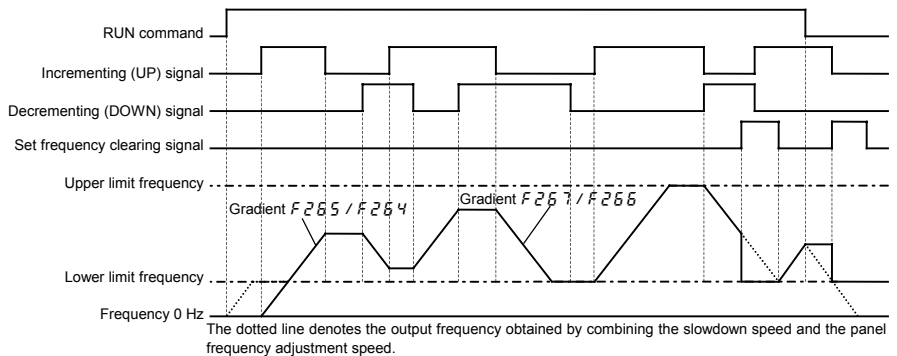 RUN command
Incrementing (UP) signal
Decrementing (DOWN) signal
Set frequency clearing signal
Upper limit frequency
Gradient F265 / F264
Gradient F267 / F266
Lower limit frequency
Frequency 0 Hz
The dotted line denotes the output frequency obtained by combining the slowdown speed and the panel
frequency adjustment speed.